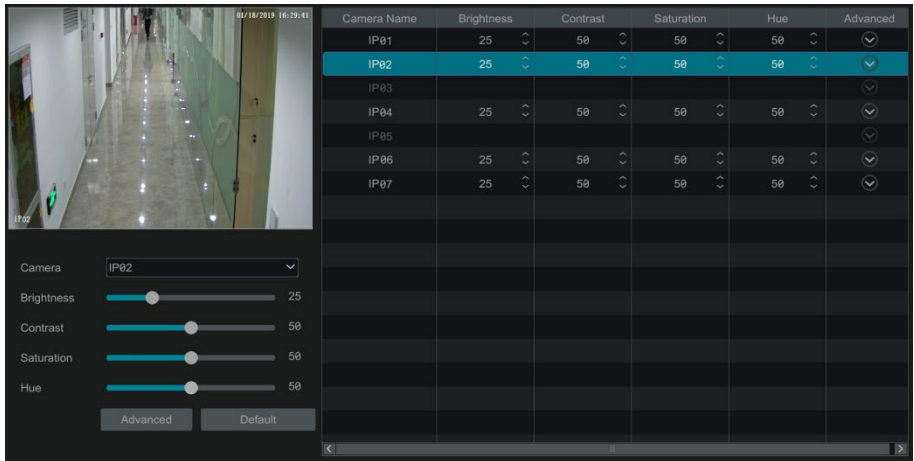 01/18/2019 16:29:41
IP02
Camera IP02
Brightness 25
Contrast 50
Saturation 50
Hue 50
Advanced Default
Camera Name Brightness Contrast Saturation Hue Advanced
IP01 25 50 50 50
IP02 25 50 50 50
IP03
IP04 25 50 50 50
IP05
IP06 25 50 50 50
IP07 25 50 50 50